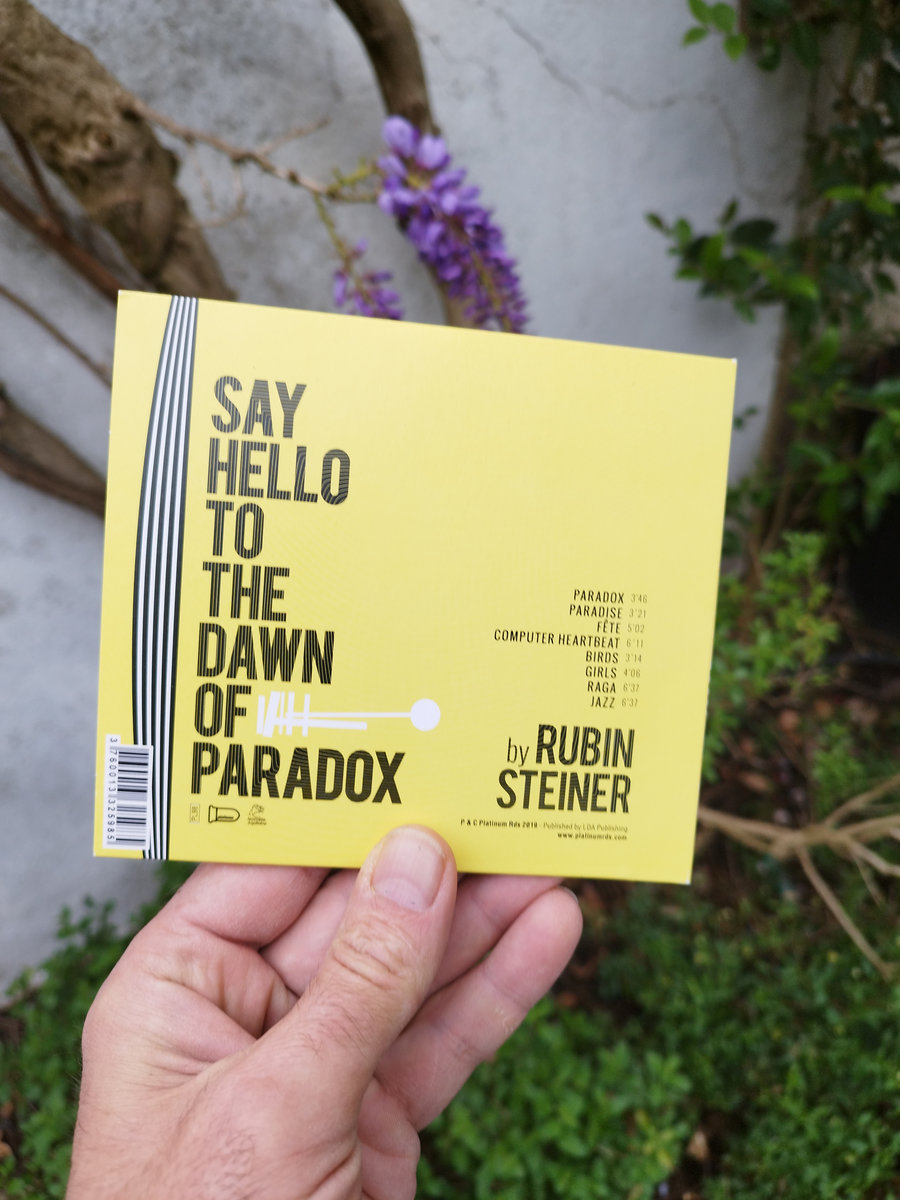 SAY
HELLO
TO
THE
DAWN
OF
PARADOX
PARADOX 3'46
PARADISE 3'21
FÊTE 5'02
COMPUTER HEARTBEAT 6'11
BIRDS 3'14
GIRLS 4'06
RAGA 6'37
JAZZ 6'37
by RUBIN
STEINER
P & C Platinum Rds 2019 - Published by LDA Publishing
www.platinumrds.com
3760013325985